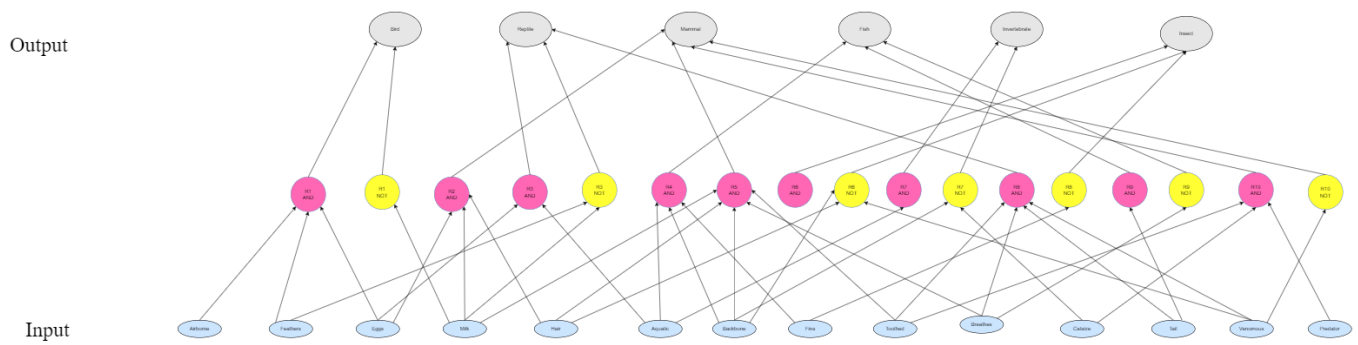 Output
Bird
Reptile
Mammal
Fish
Invertebrate
Insect
R1
AND
R1
NOT
R2
AND
R3
AND
R3
NOT
R4
AND
R5
AND
R6
AND
R6
NOT
R7
AND
R7
NOT
R8
AND
R8
NOT
R9
AND
R9
NOT
R10
AND
R10
NOT
Input
Airborne
Feathers
Eggs
Milk
Hair
Aquatic
Backbone
Fins
Toothed
Breathes
Catsize
Tail
Venomous
Predator